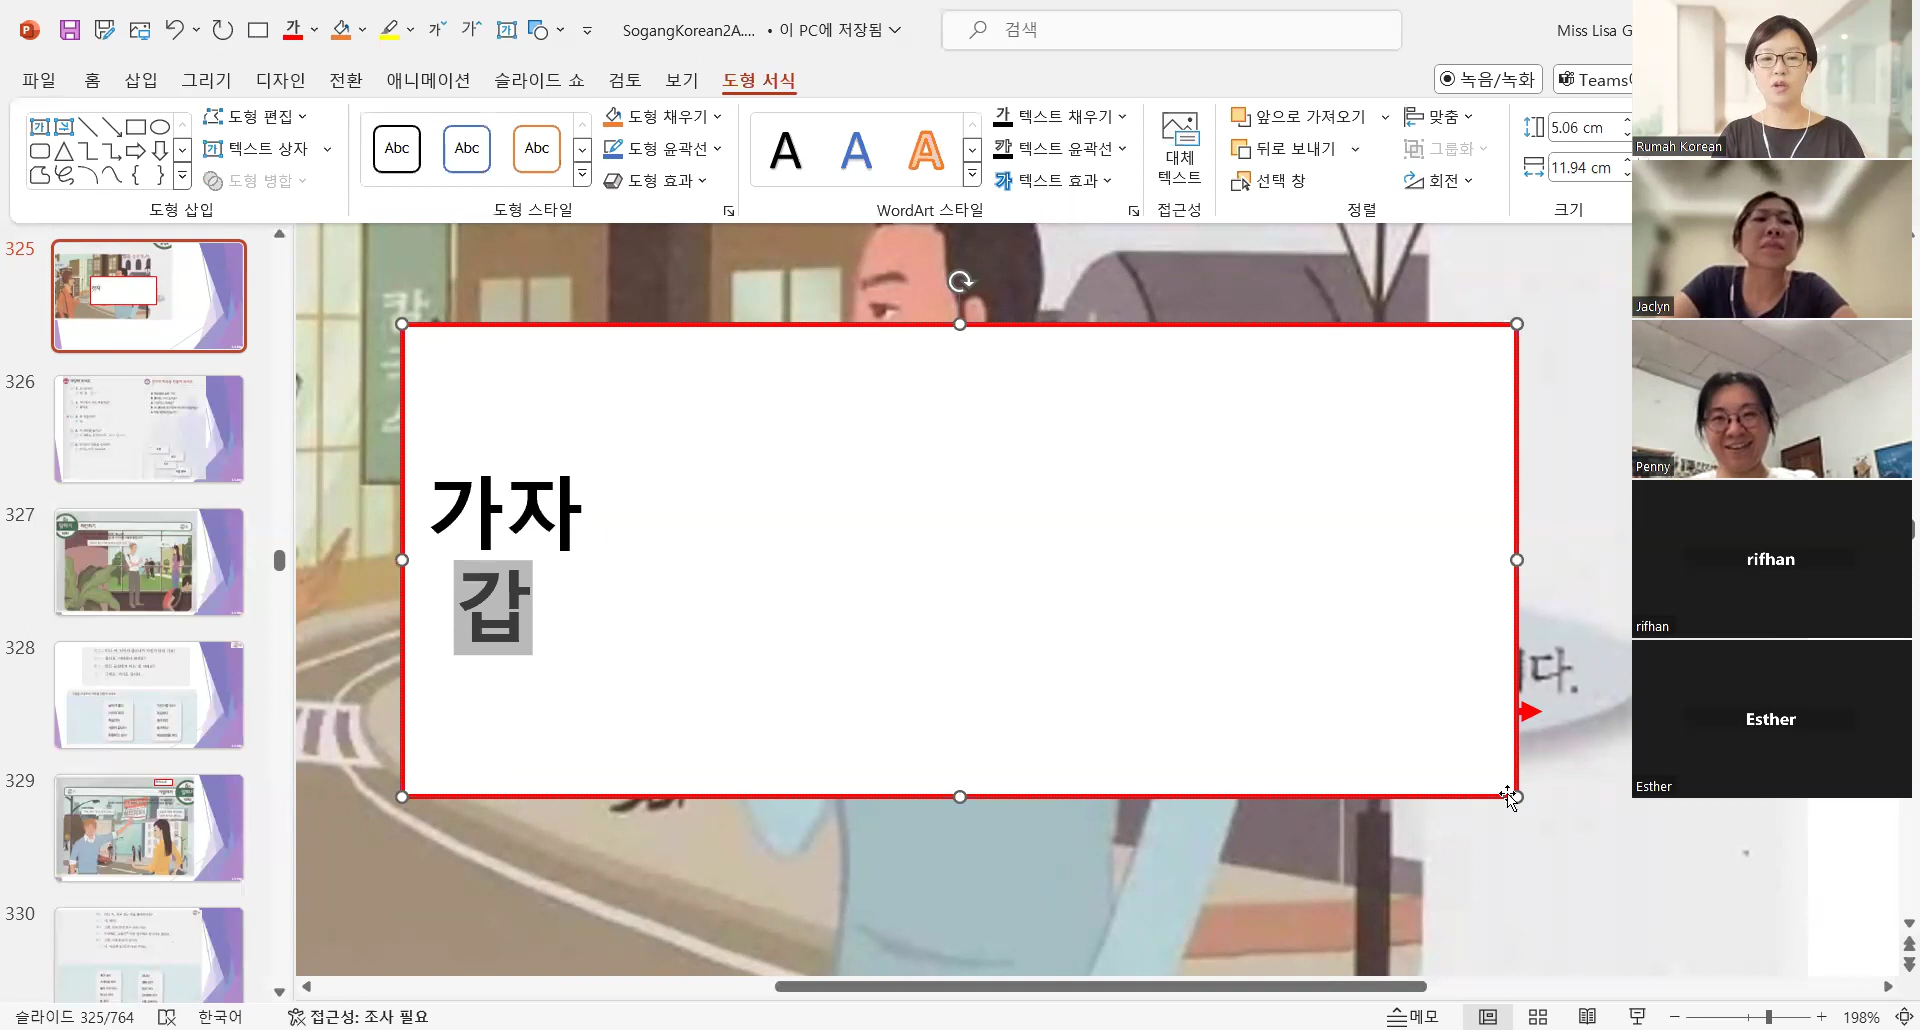 SogangKorean2A.... • 이 PC에 저장됨
검색
Miss Lisa G
파일 홈 삽입 그리기 디자인 전환 애니메이션 슬라이드 쇼 검토 보기 도형 서식
녹음/녹화
Teams
도형 편집
텍스트 상자
도형 병합
도형 삽입
Abc Abc Abc
도형 채우기
도형 윤곽선
도형 효과
도형 스타일
A A A
텍스트 채우기
텍스트 윤곽선
텍스트 효과
WordArt 스타일
대체
텍스트
접근성
앞으로 가져오기
뒤로 보내기
선택 창
맞춤
그룹화
회전
정렬
5.06 cm
11.94 cm
크기
Rumah Korean
Jaclyn
Penny
rifhan
rifhan
Esther
Esther
325
326
327
328
329
330
가자
갑
다.
슬라이드 325/764
한국어
접근성: 조사 필요
메모
198%